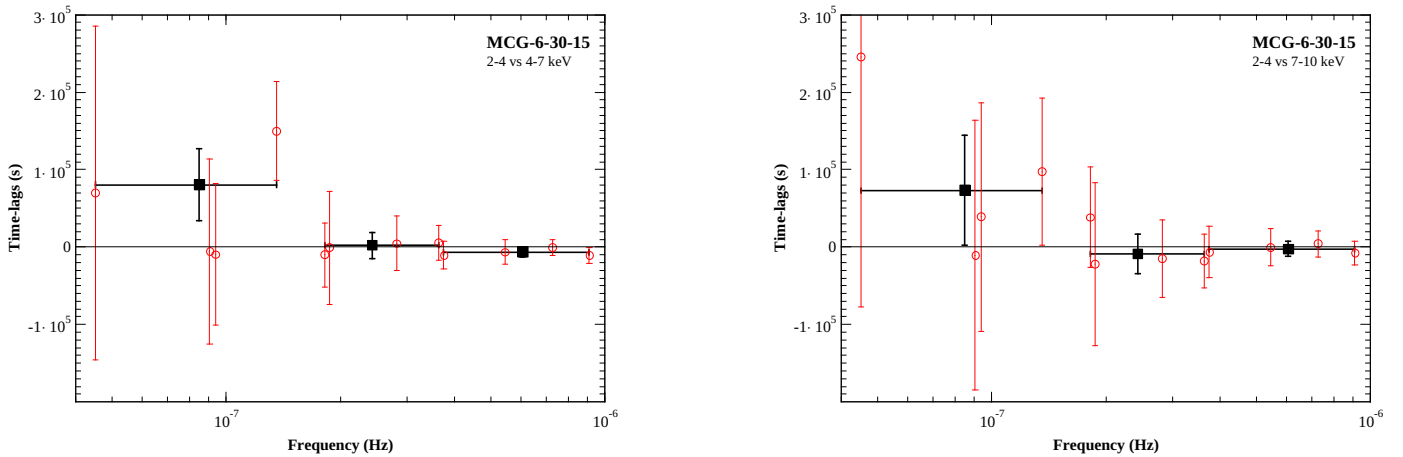 MCG-6-30-15
2-4 vs 4-7 keV
Time-lags (s)
3· 10^5
2· 10^5
1· 10^5
0
-1· 10^5
10^-7
10^-6
Frequency (Hz)
MCG-6-30-15
2-4 vs 7-10 keV
Time-lags (s)
3· 10^5
2· 10^5
1· 10^5
0
-1· 10^5
10^-7
10^-6
Frequency (Hz)